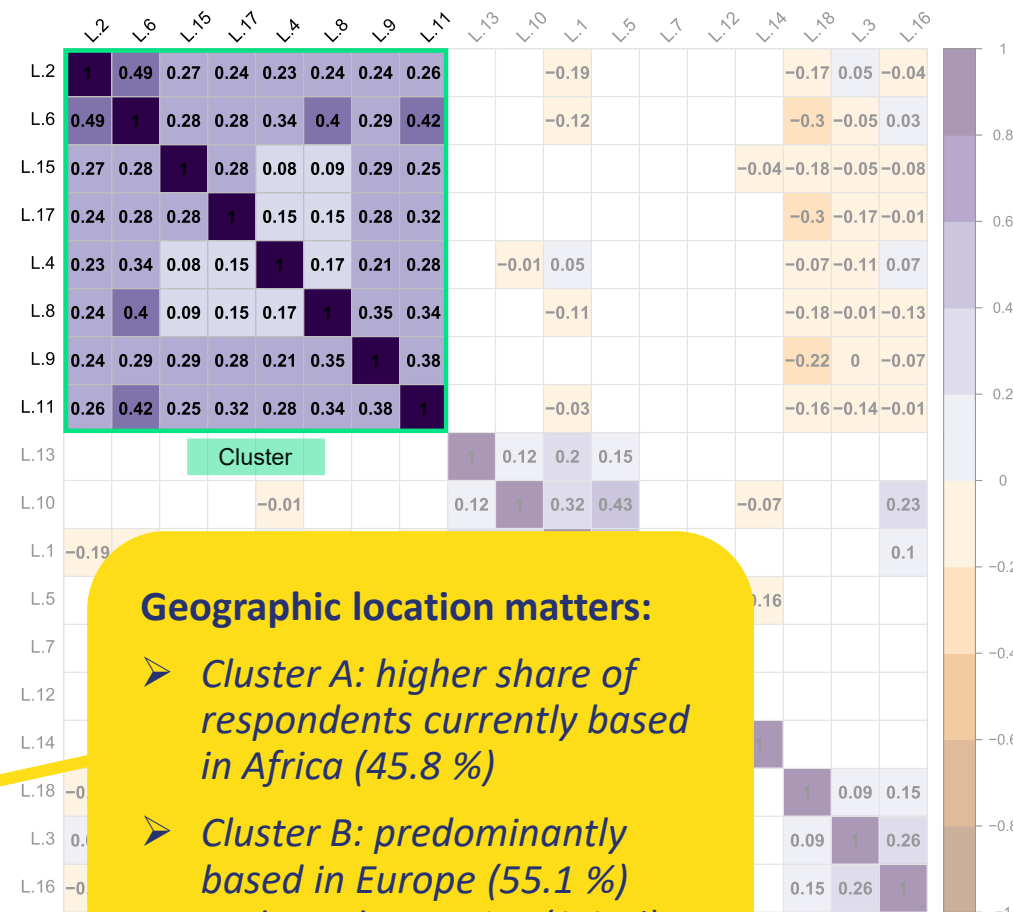 L.2 L.6 L.15 L.17 L.4 L.8 L.9 L.11 L.13 L.10 L.1 L.5 L.7 L.12 L.14 L.18 L.3 L.16
L.2 1 0.49 0.27 0.24 0.23 0.24 0.24 0.26 −0.19 −0.17 0.05 −0.04 1
L.6 0.49 1 0.28 0.28 0.34 0.4 0.29 0.42 −0.12 −0.3 −0.05 0.03 0.8
L.15 0.27 0.28 1 0.28 0.08 0.09 0.29 0.25 −0.04 −0.18 −0.05 −0.08
L.17 0.24 0.28 0.28 1 0.15 0.15 0.28 0.32 −0.3 −0.17 −0.01 0.6
L.4 0.23 0.34 0.08 0.15 1 0.17 0.21 0.28 −0.01 0.05 −0.07 −0.11 0.07
L.8 0.24 0.4 0.09 0.15 0.17 1 0.35 0.34 −0.11 −0.18 −0.01 −0.13 0.4
L.9 0.24 0.29 0.29 0.28 0.21 0.35 1 0.38 −0.22 0 −0.07 0.2
L.11 0.26 0.42 0.25 0.32 0.28 0.34 0.38 1 −0.03 −0.16 −0.14 −0.01
L.13 Cluster 1 0.12 0.2 0.15 0
L.10 −0.01 0.12 1 0.32 0.43 −0.07 0.23
L.1 −0.19 0.1 −0.2
L.5 .16
L.7 −0.4
L.12
L.14 1 −0.6
L.18 1 0.09 0.15
L.3 0.09 1 0.26 −0.8
L.16 0.15 0.26 1 −1
Geographic location matters:
➢ Cluster A: higher share of
respondents currently based
in Africa (45.8 %)
➢ Cluster B: predominantly
based in Europe (55.1 %)